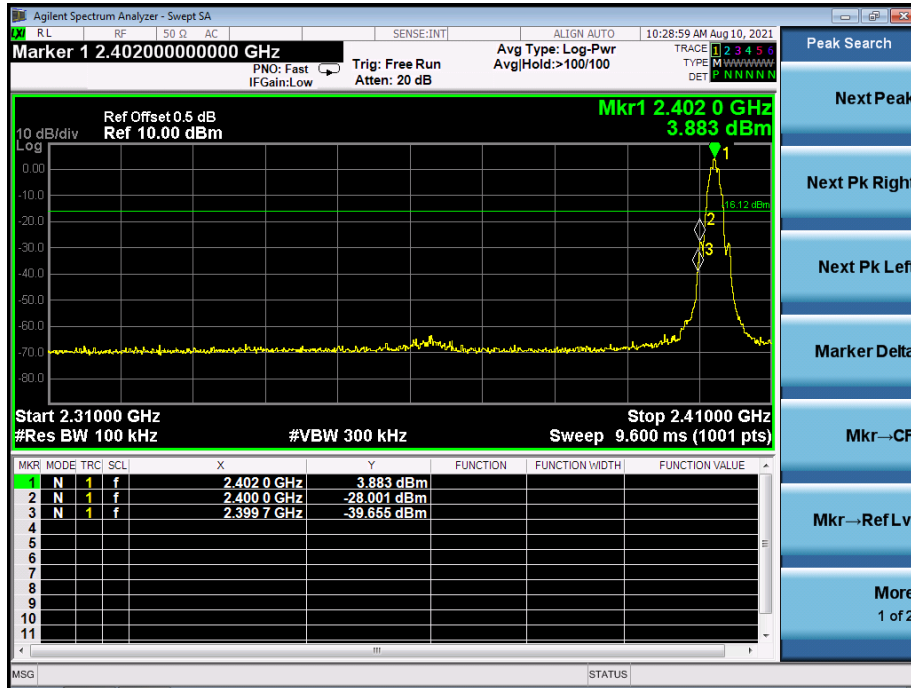 Agilent Spectrum Analyzer - Swept SA
RL RF 50 Ω AC SENSE:INT ALIGN AUTO 10:28:59 AM Aug 10, 2021
Marker 1 2.402000000000 GHz
PNO: Fast
IFGain:Low
Trig: Free Run
Atten: 20 dB
Avg Type: Log-Pwr
Avg|Hold:>100/100
TRACE 1 2 3 4 5 6
TYPE M WWWWW
DET P N N N N N
Peak Search
Next Peak
Next Pk Right
Next Pk Left
Marker Delta
Mkr→CF
Mkr→Ref Lv
More
1 of 2
Mkr1 2.402 0 GHz
3.883 dBm
Ref Offset 0.5 dB
10 dB/div Ref 10.00 dBm
Log
0.00
-10.0
-20.0
-30.0
-40.0
-50.0
-60.0
-70.0
-80.0
1
-16.12 dBm
2
3
Start 2.31000 GHz Stop 2.41000 GHz
#Res BW 100 kHz #VBW 300 kHz Sweep 9.600 ms (1001 pts)
MKR MODE TRC SCL X Y FUNCTION FUNCTION WIDTH FUNCTION VALUE
1 N 1 f 2.402 0 GHz 3.883 dBm
2 N 1 f 2.400 0 GHz -28.001 dBm
3 N 1 f 2.399 7 GHz -39.655 dBm
4
5
6
7
8
9
10
11
MSG STATUS